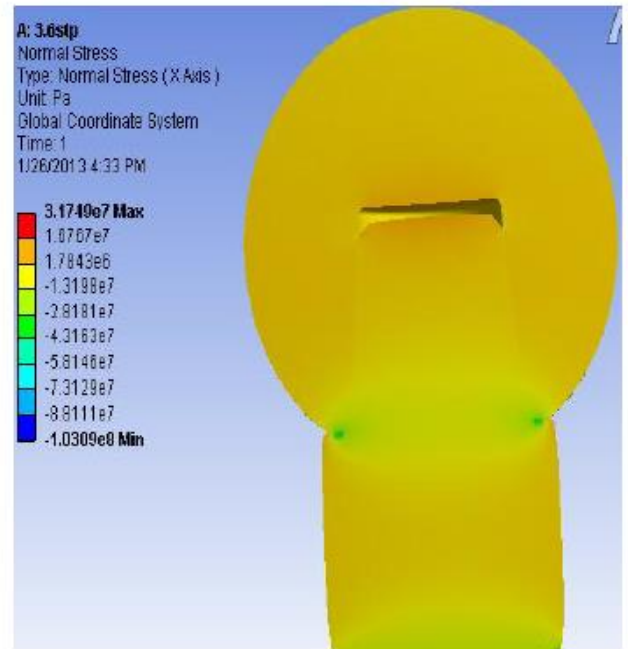 A: 3.6stp
Normal Stress
Type: Normal Stress ( X Axis )
Unit: Pa
Global Coordinate System
Time: 1
1/26/2013 4:33 PM
3.1749e7 Max
1.6767e7
1.7843e6
-1.3198e7
-2.8181e7
-4.3163e7
-5.8146e7
-7.3129e7
-8.8111e7
-1.0309e8 Min